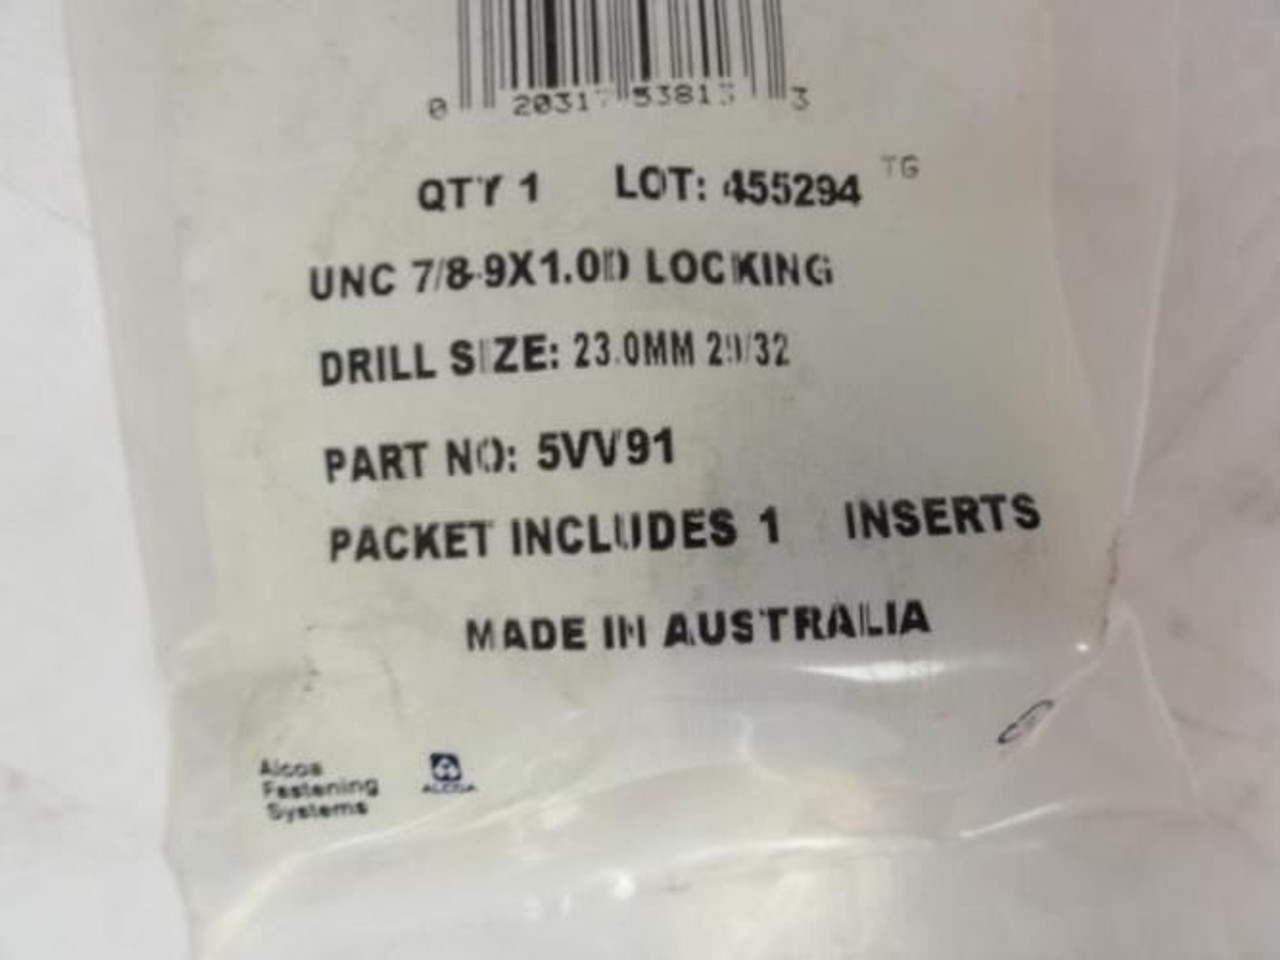 0 20317 53813 3
QTY 1 LOT: 455294 TG
UNC 7/8-9X1.0D LOCKING
DRILL SIZE: 23.0MM 29/32
PART NO: 5VV91
PACKET INCLUDES 1 INSERTS
MADE IN AUSTRALIA
Alcoa
Fastening
Systems
ALCOA